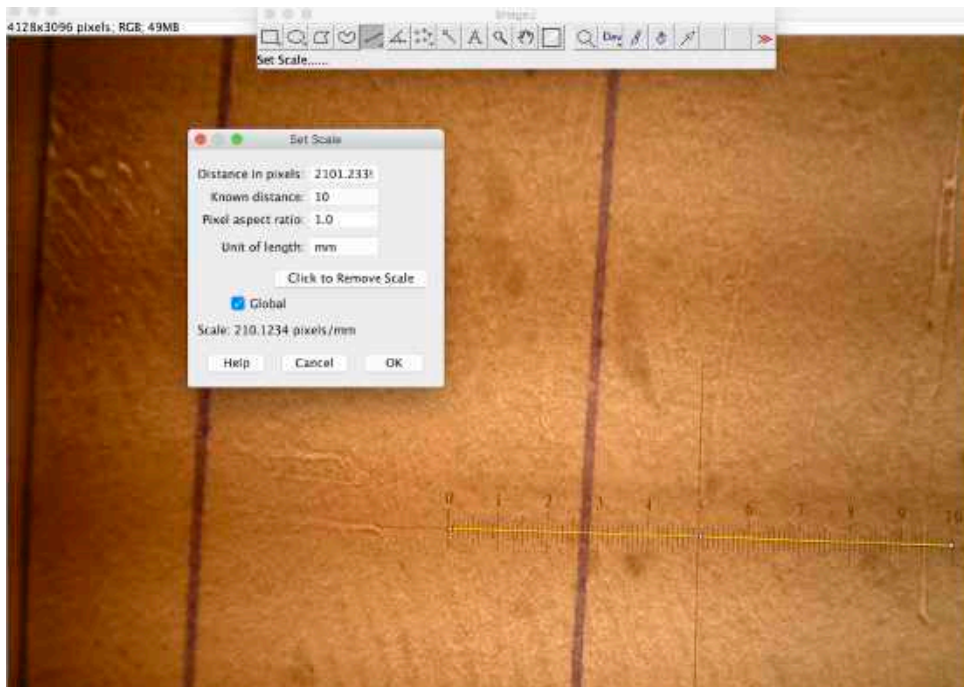 ImageJ
4128x3096 pixels; RGB; 49MB
Dev
Set Scale......
Set Scale
Distance in pixels: 2101.233
Known distance: 10
Pixel aspect ratio: 1.0
Unit of length: mm
Click to Remove Scale
Global
Scale: 210.1234 pixels/mm
Help Cancel OK
0 1 2 3 4 5 6 7 8 9 10